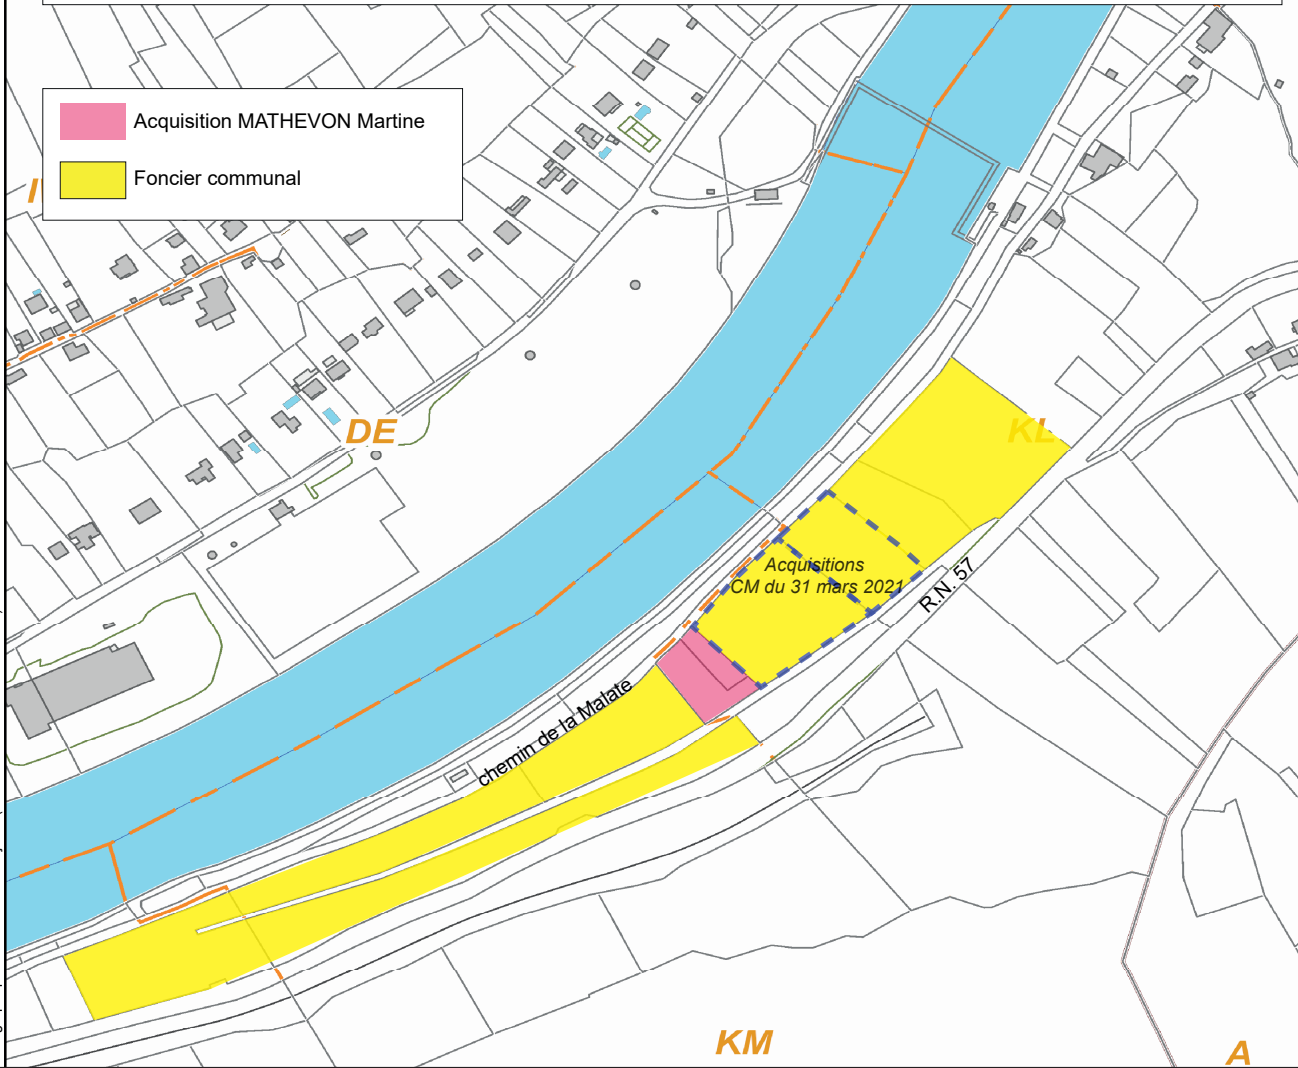 Acquisition MATHEVON Martine
Foncier communal
DE
KL
Acquisitions
CM du 31 mars 2021
R.N. 57
chemin de la Malate
KM
A